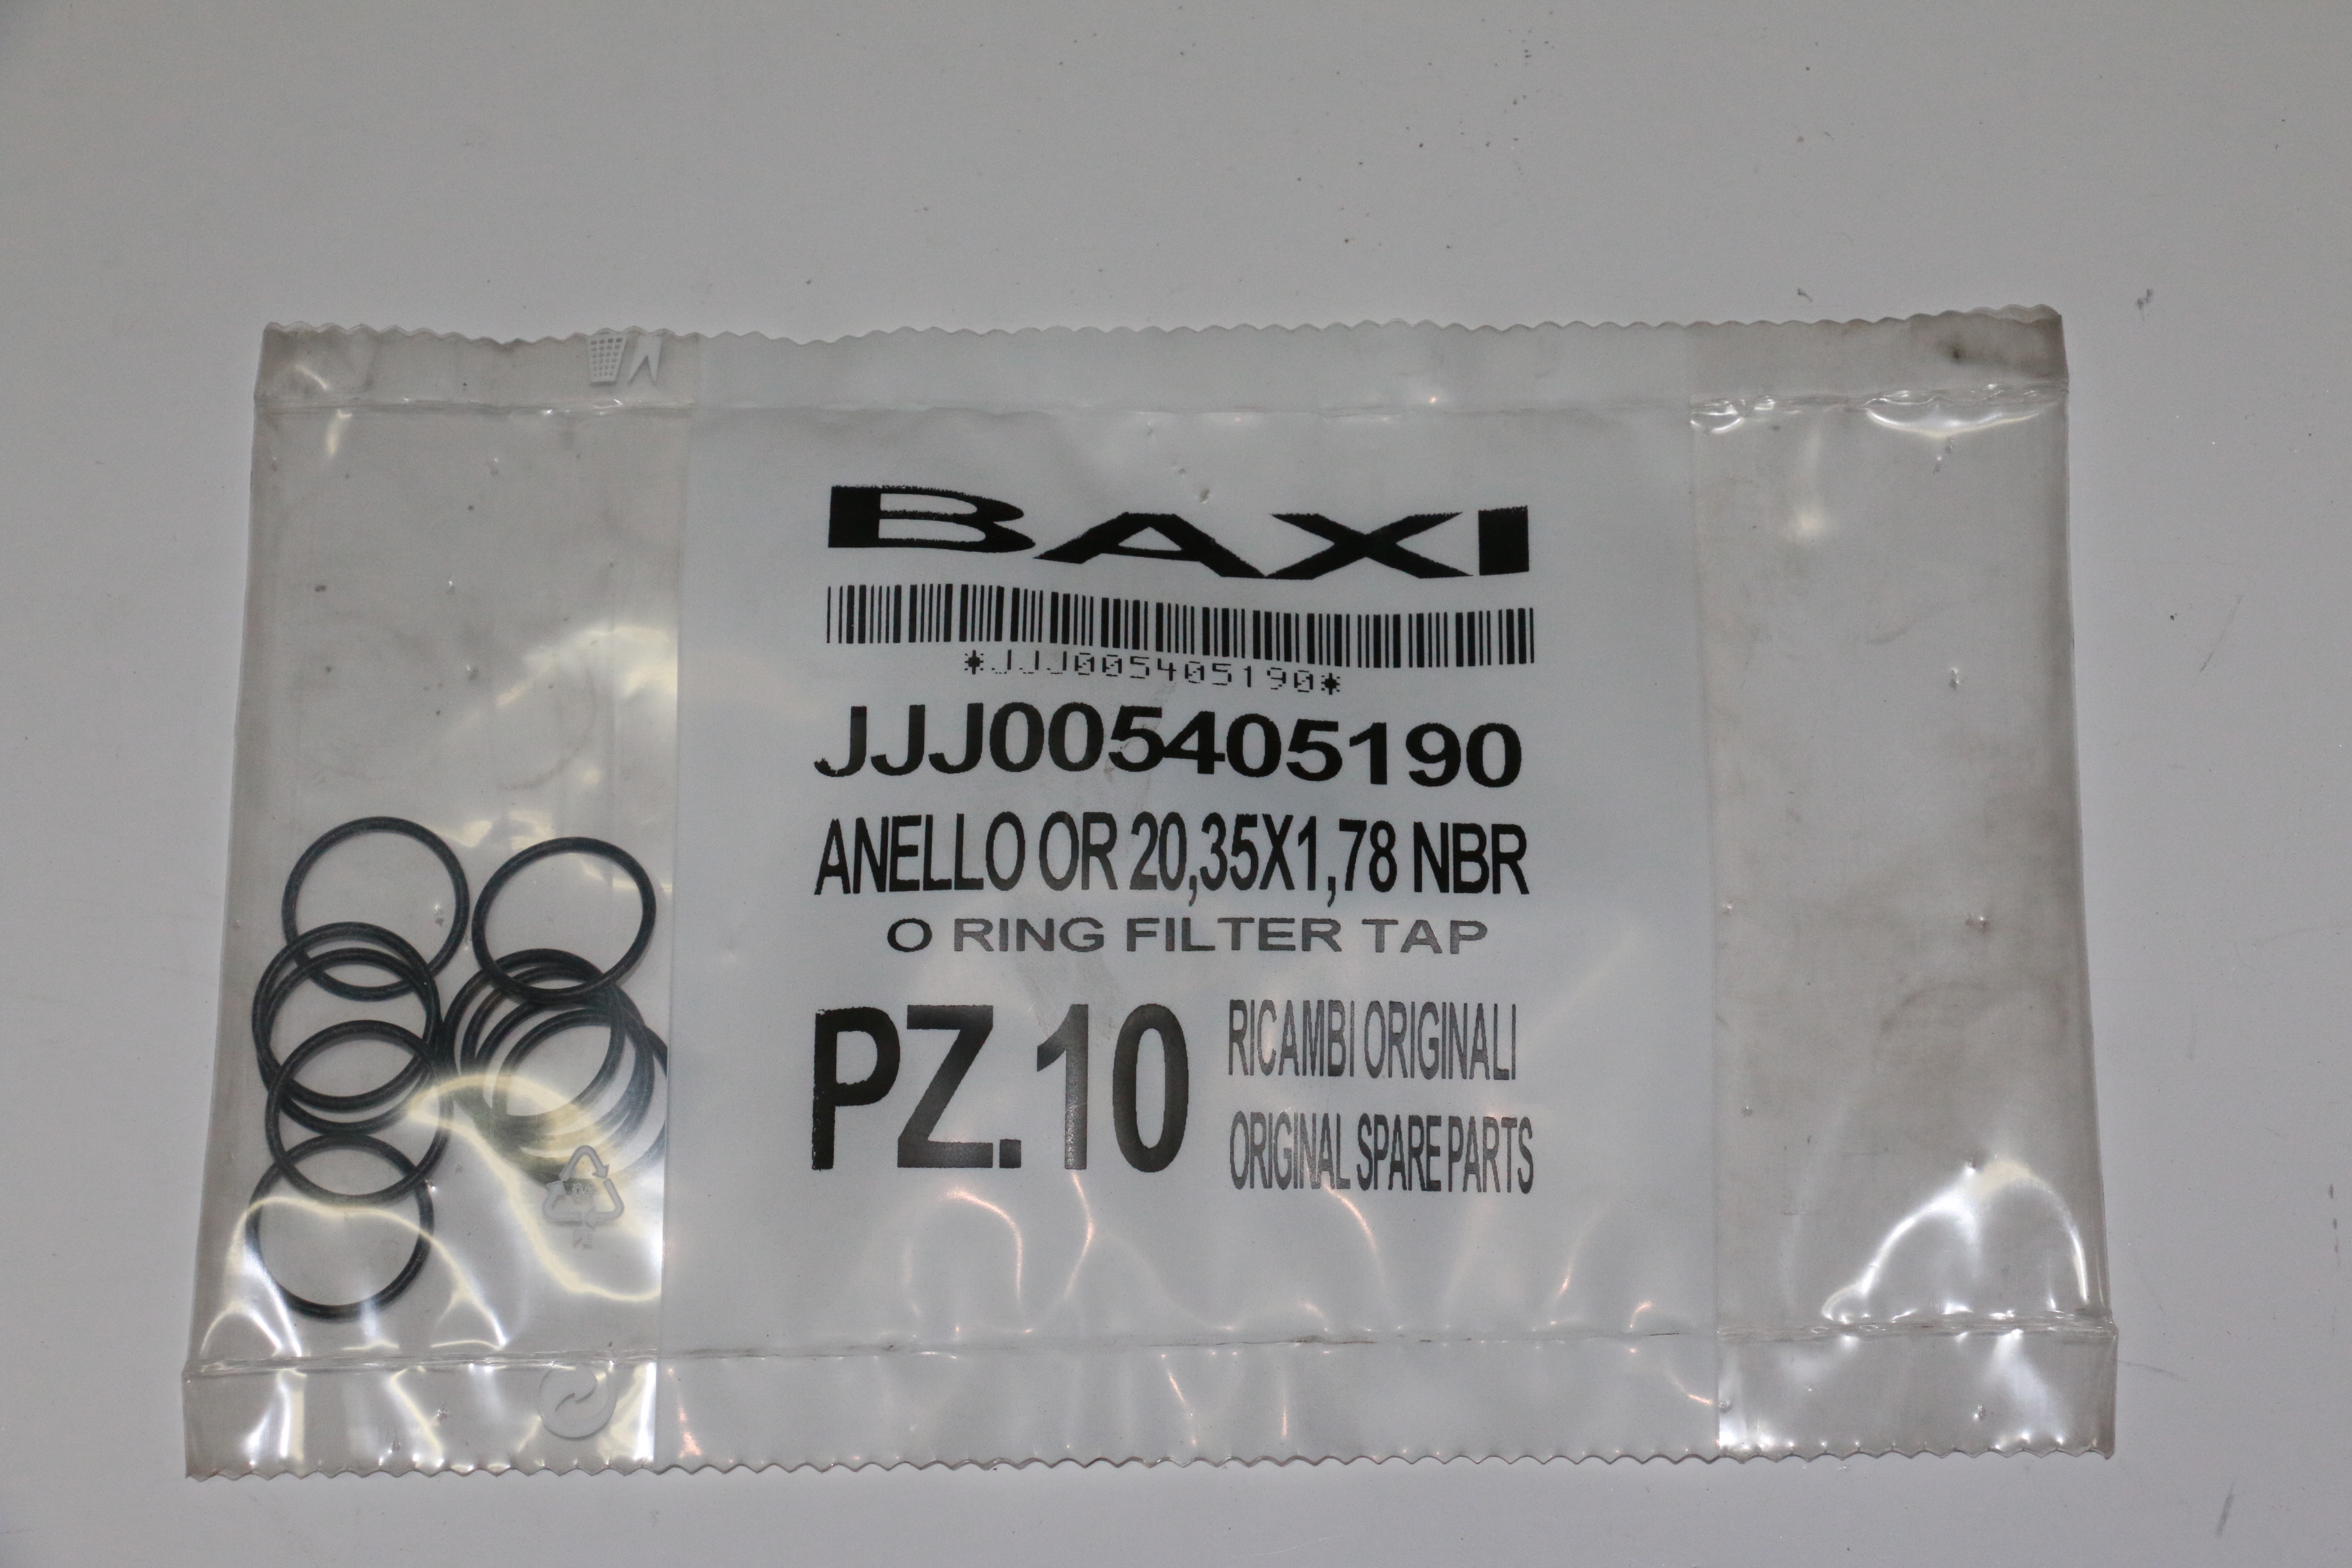 BAXI
*JJJ005405190*
JJJ005405190
ANELLO OR 20,35X1,78 NBR
O RING FILTER TAP
PZ.10
RICAMBI ORIGINALI
ORIGINAL SPARE PARTS